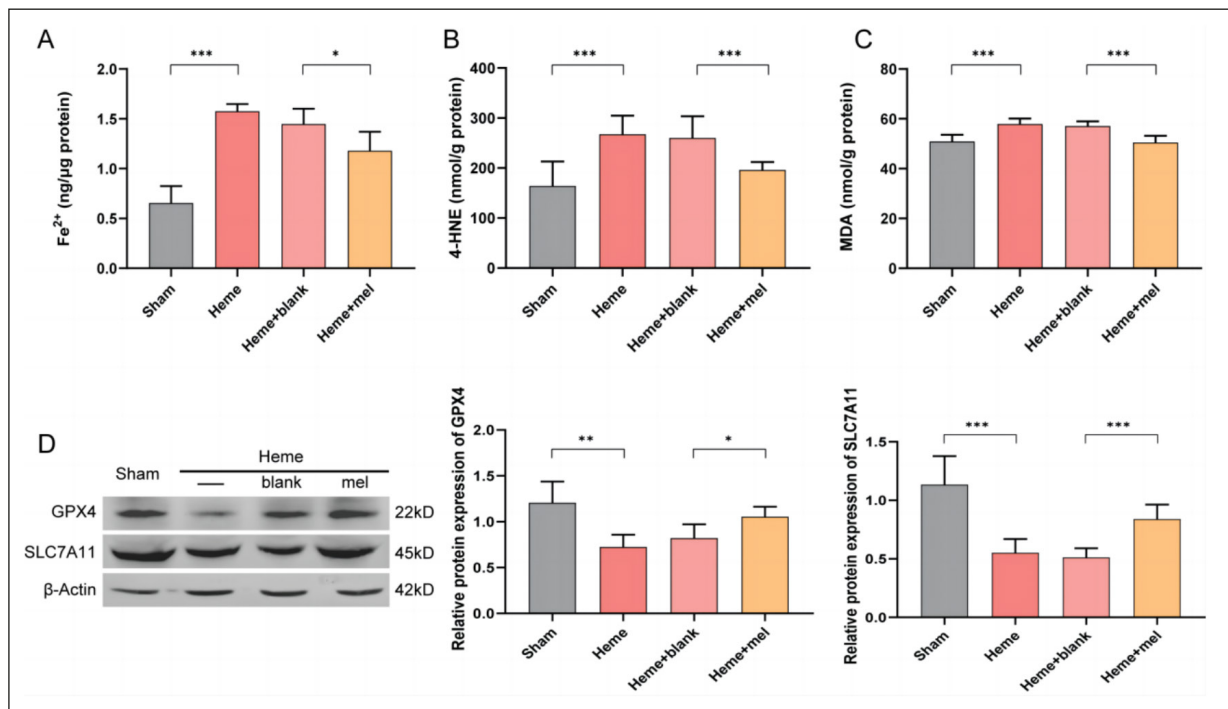 A
Fe²⁺ (ng/μg protein)
2.0
1.5
1.0
0.5
0.0
***
*
Sham
Heme
Heme+blank
Heme+mel
B
4-HNE (nmol/g protein)
400
300
200
100
0
***
***
Sham
Heme
Heme+blank
Heme+mel
C
MDA (nmol/g protein)
80
60
40
20
0
***
***
Sham
Heme
Heme+blank
Heme+mel
D
Heme
Sham — blank mel
GPX4 22kD
SLC7A11 45kD
β-Actin 42kD
Relative protein expression of GPX4
2.0
1.5
1.0
0.5
0.0
**
*
Sham
Heme
Heme+blank
Heme+mel
Relative protein expression of SLC7A11
1.5
1.0
0.5
0.0
***
***
Sham
Heme
Heme+blank
Heme+mel